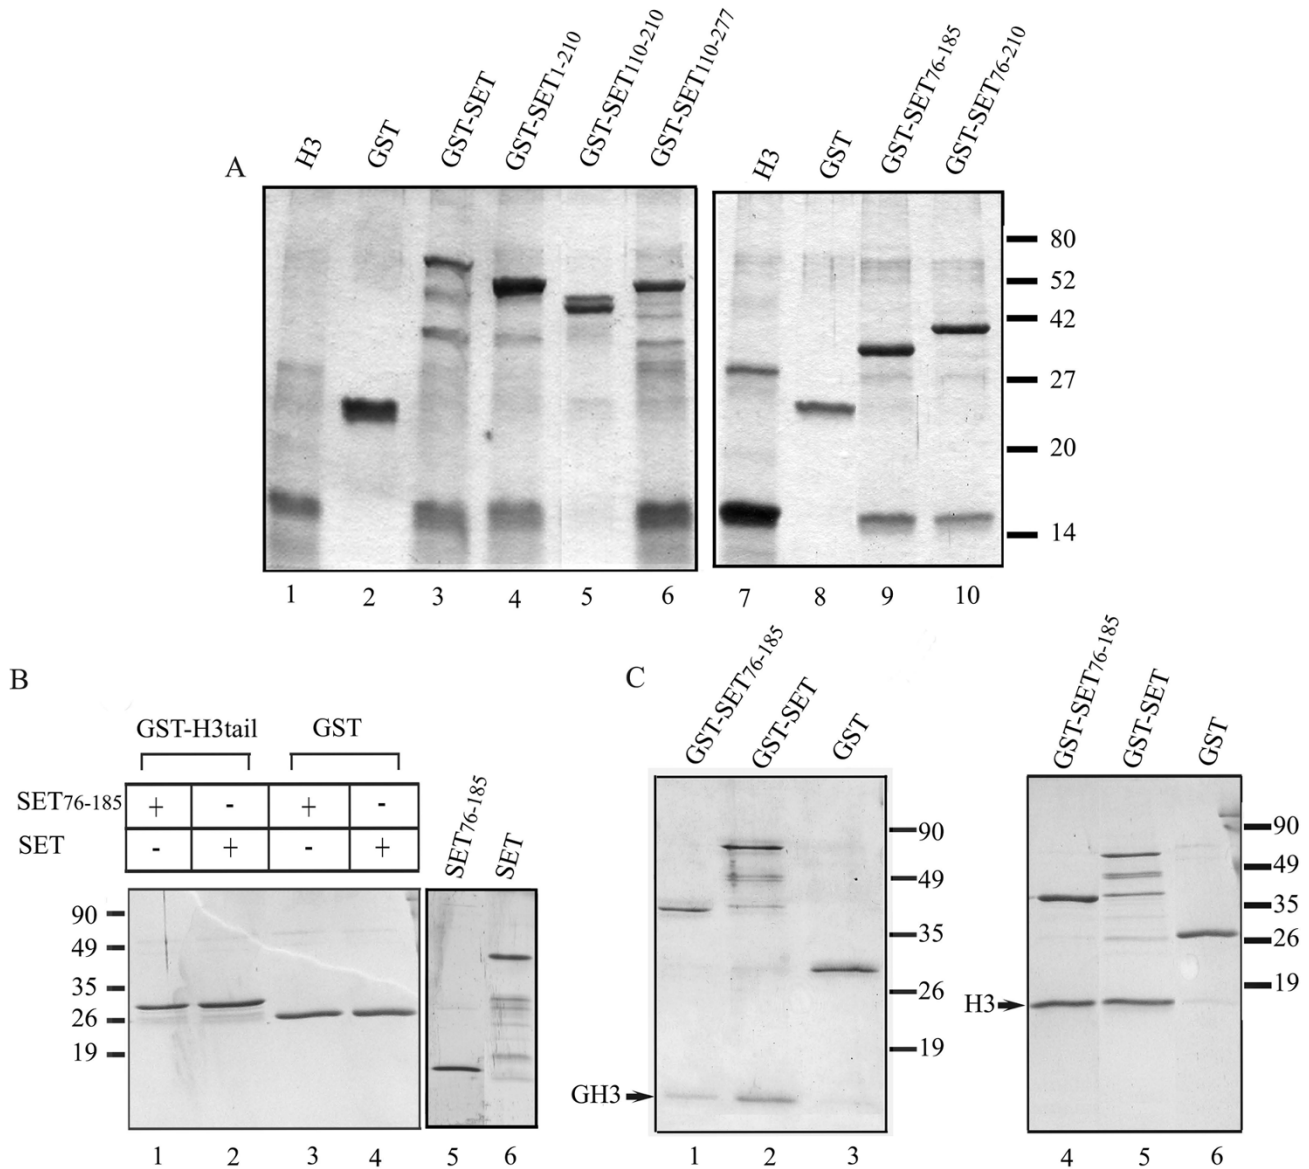 A
H3 GST GST-SET GST-SET1-210 GST-SET110-210 GST-SET110-277
H3 GST GST-SET76-185 GST-SET76-210
80
52
42
27
20
14
1 2 3 4 5 6 7 8 9 10
B
GST-H3tail GST
SET76-185 + - + -
SET - + - +
SET76-185 SET
90
49
35
26
19
1 2 3 4 5 6
C
GST-SET76-185 GST-SET GST
90
49
35
26
19
GH3
1 2 3
GST-SET76-185 GST-SET GST
90
49
35
26
19
H3
4 5 6